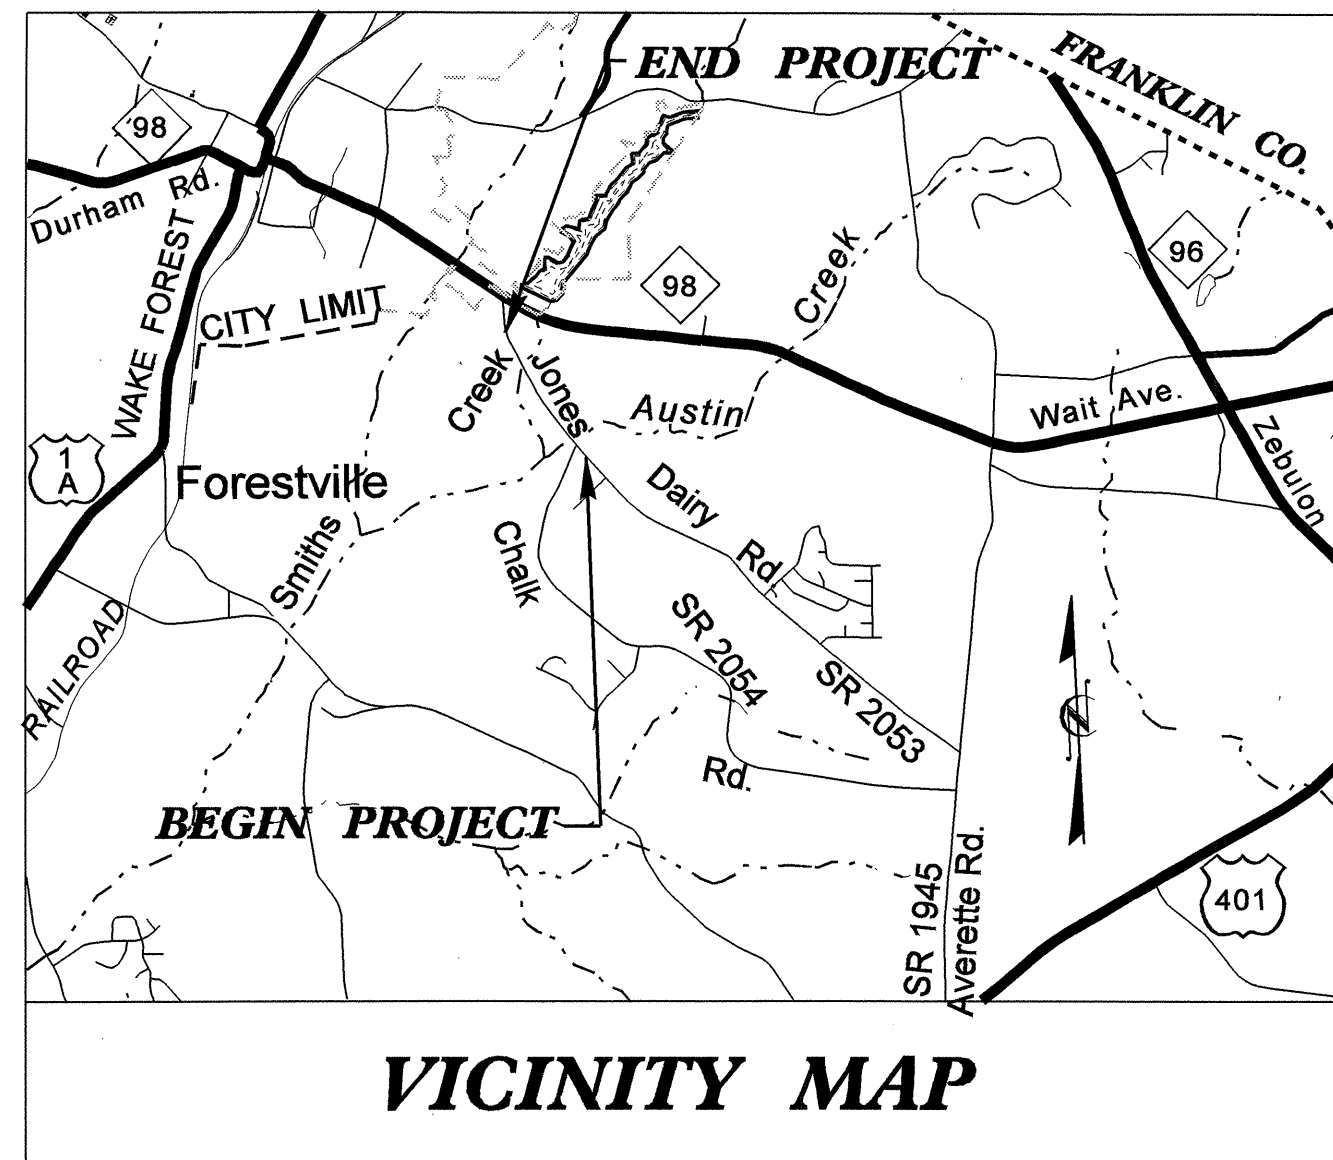 END PROJECT
FRANKLIN CO.
98
Durham Rd.
WAKE FOREST
CITY LIMIT
98
Creek
96
Creek
Jones
Austin
Wait Ave.
Zebulon
1
A
Forestville
Smiths
Chalk
Dairy
Rd.
SR 2054
SR 2053
RAILROAD
Rd.
N
BEGIN PROJECT
SR 1945
Averette Rd.
401
VICINITY MAP